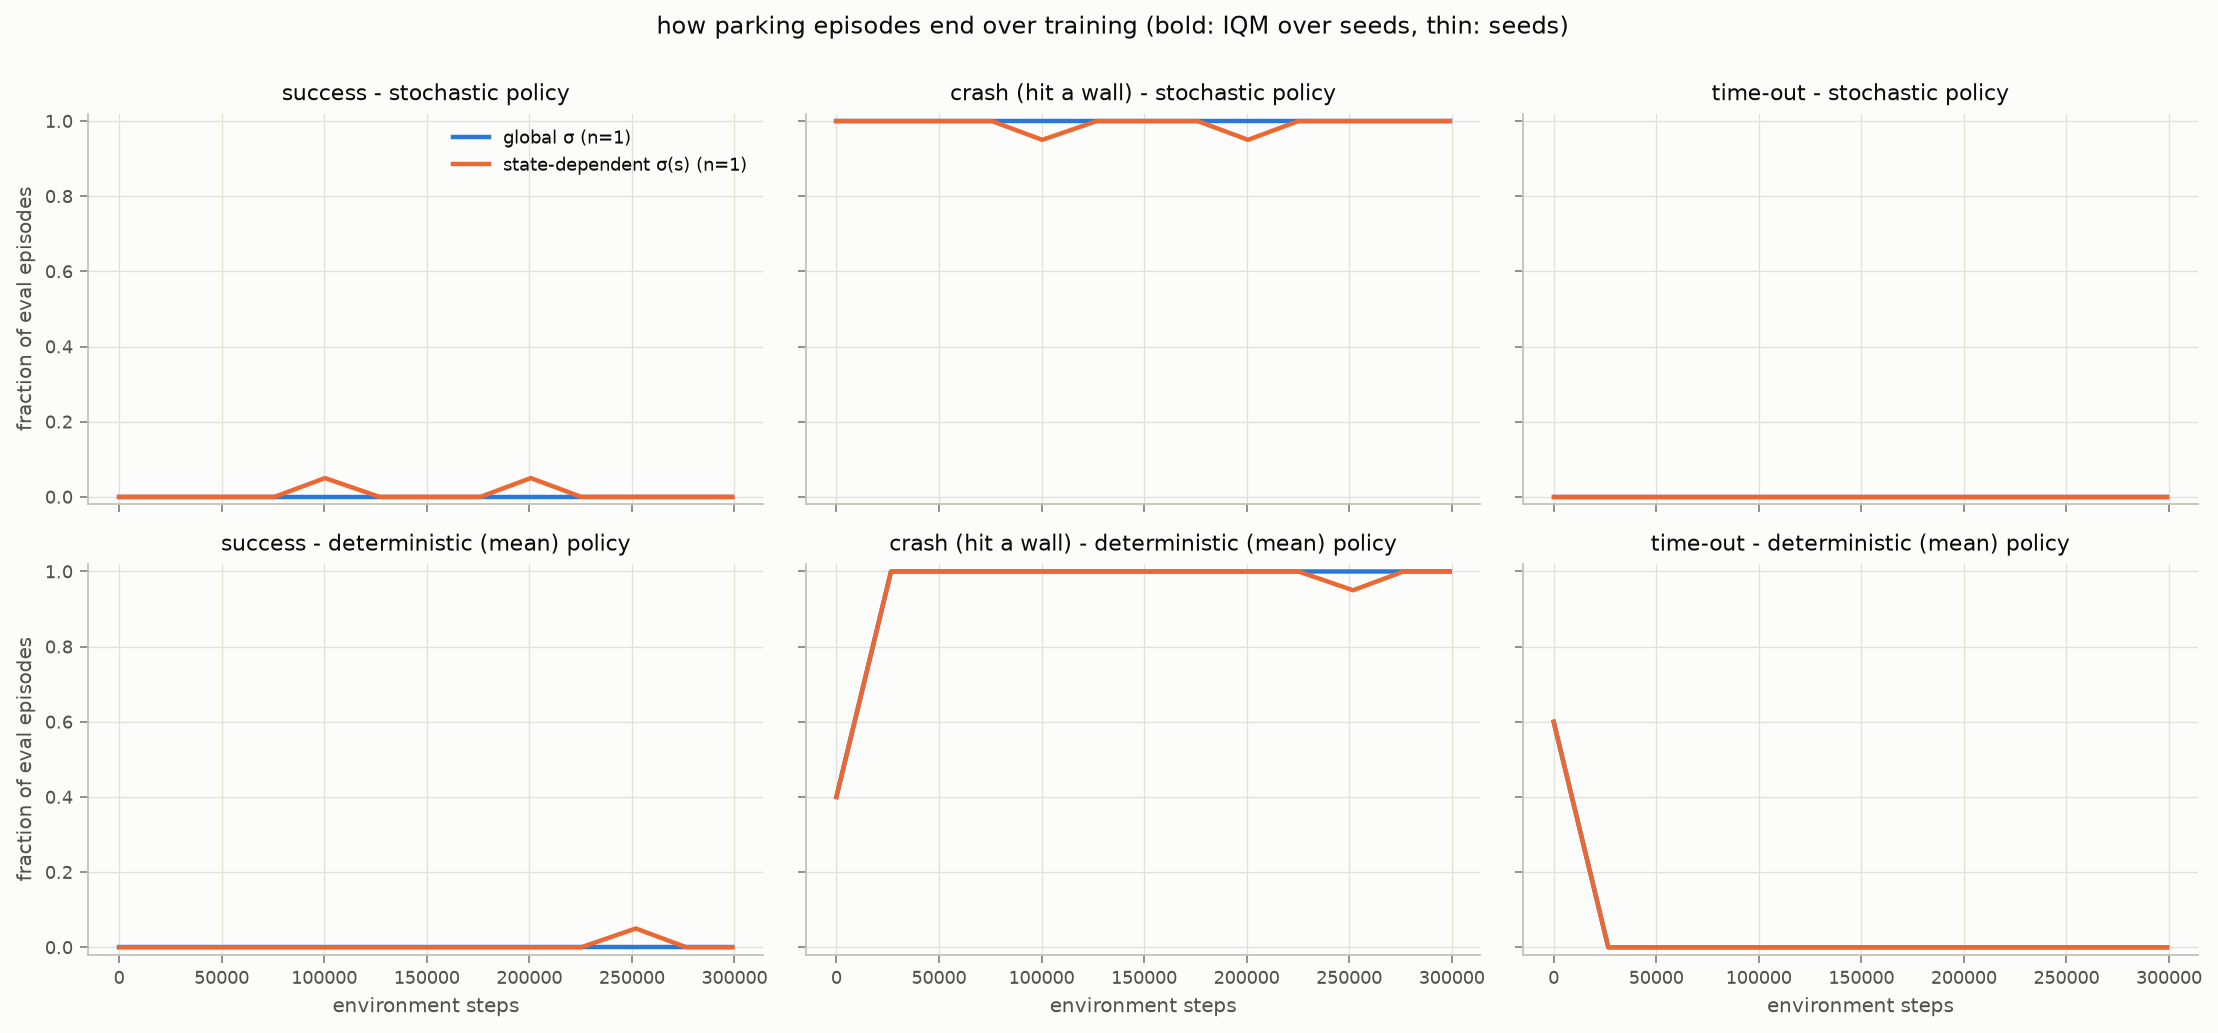 how parking episodes end over training (bold: IQM over seeds, thin: seeds)
success - stochastic policy
crash (hit a wall) - stochastic policy
time-out - stochastic policy
fraction of eval episodes
1.0
0.8
0.6
0.4
0.2
0.0
global σ (n=1)
state-dependent σ(s) (n=1)
success - deterministic (mean) policy
crash (hit a wall) - deterministic (mean) policy
time-out - deterministic (mean) policy
fraction of eval episodes
1.0
0.8
0.6
0.4
0.2
0.0
0 50000 100000 150000 200000 250000 300000
0 50000 100000 150000 200000 250000 300000
0 50000 100000 150000 200000 250000 300000
environment steps
environment steps
environment steps